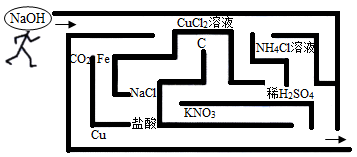 NaOH
CuCl2溶液
C
NH4Cl溶液
CO2 Fe
NaCl
稀H2SO4
KNO3
Cu
盐酸